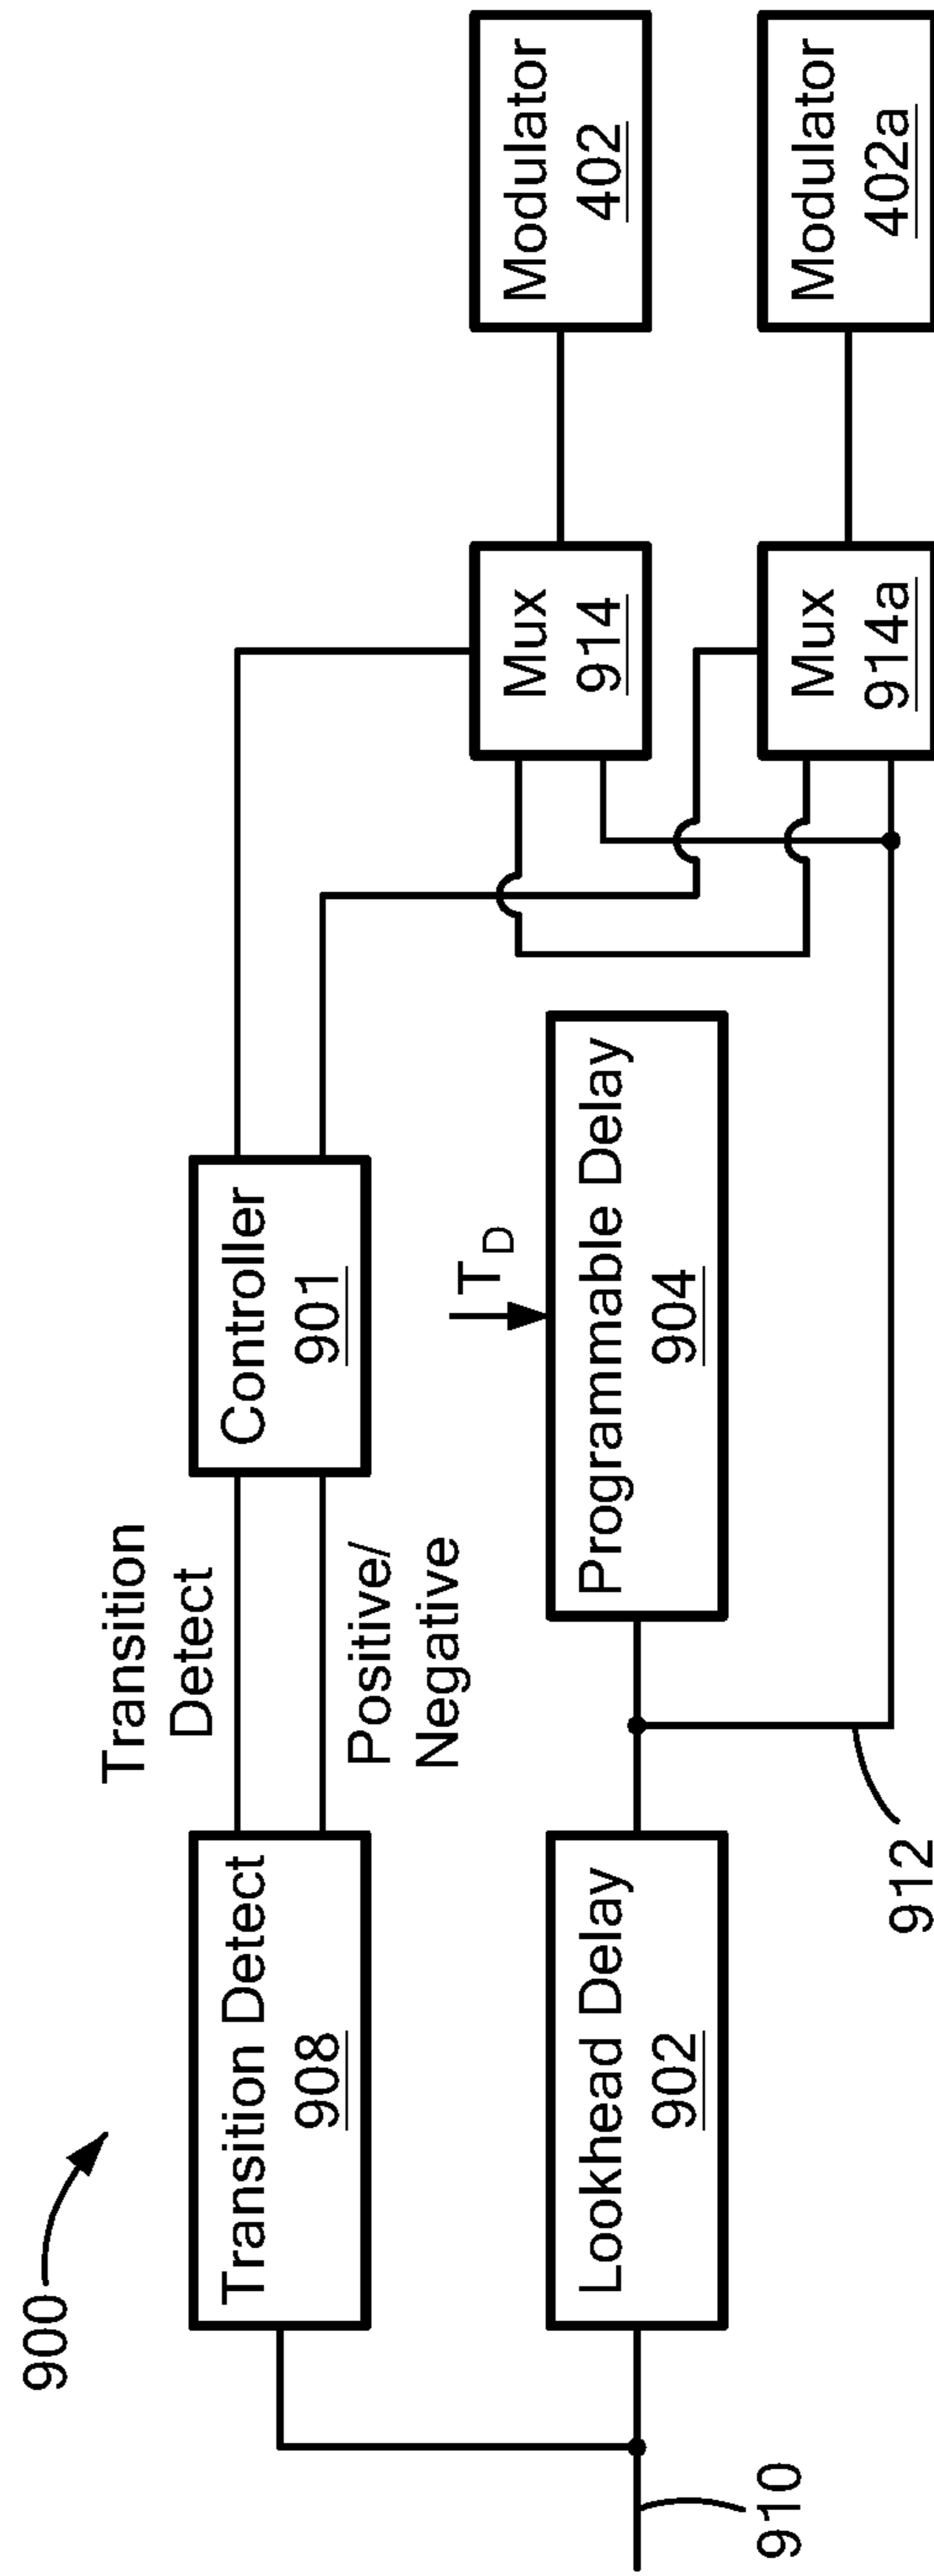 900
Transition Detect
908
Transition
Detect
Positive/
Negative
Controller
901
910
Lookhead Delay
902
912
T D
Programmable Delay
904
Mux
914
Modulator
402
Mux
914a
Modulator
402a